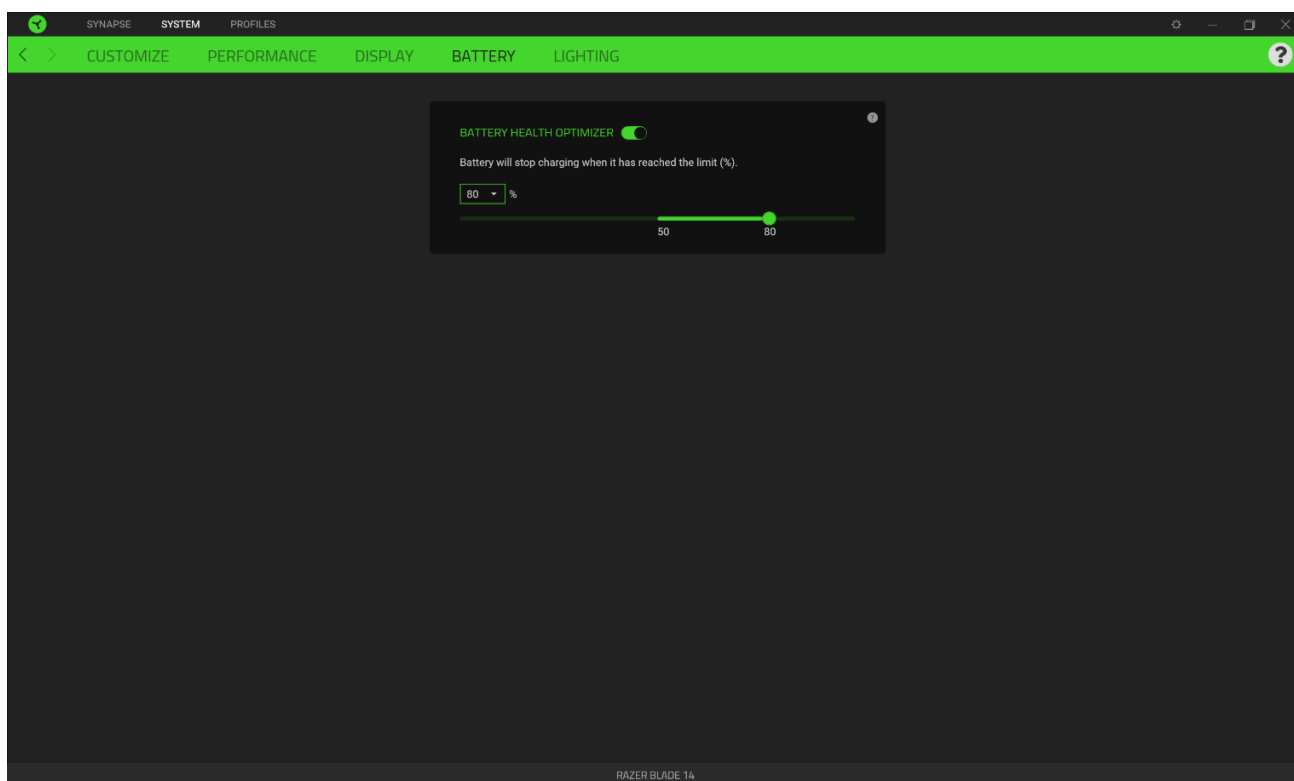 SYNAPSE SYSTEM PROFILES
CUSTOMIZE PERFORMANCE DISPLAY BATTERY LIGHTING ?
BATTERY HEALTH OPTIMIZER ?
Battery will stop charging when it has reached the limit (%).
80 %
50 80
RAZER BLADE 14